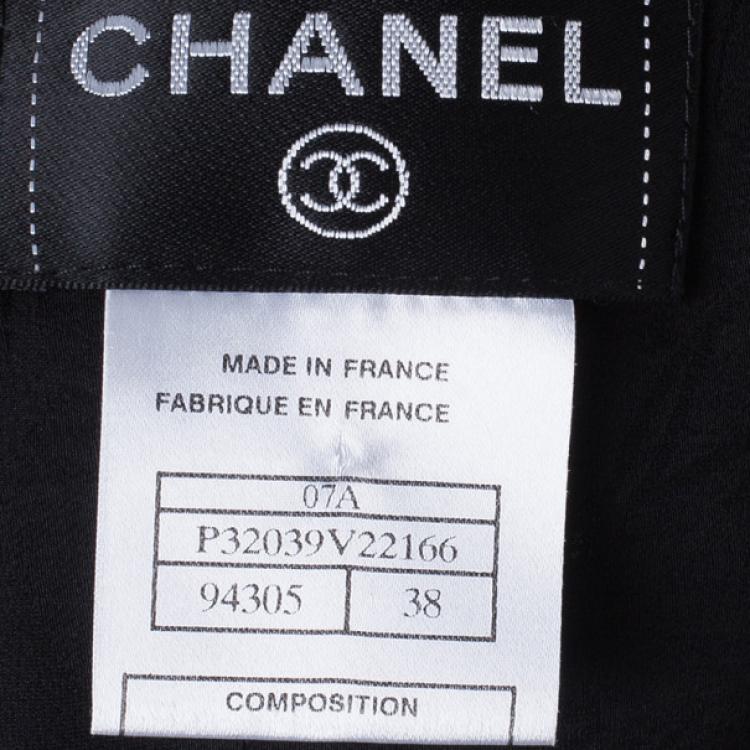 CHANEL
MADE IN FRANCE
FABRIQUE EN FRANCE
07A
P32039V22166
94305 38
COMPOSITION